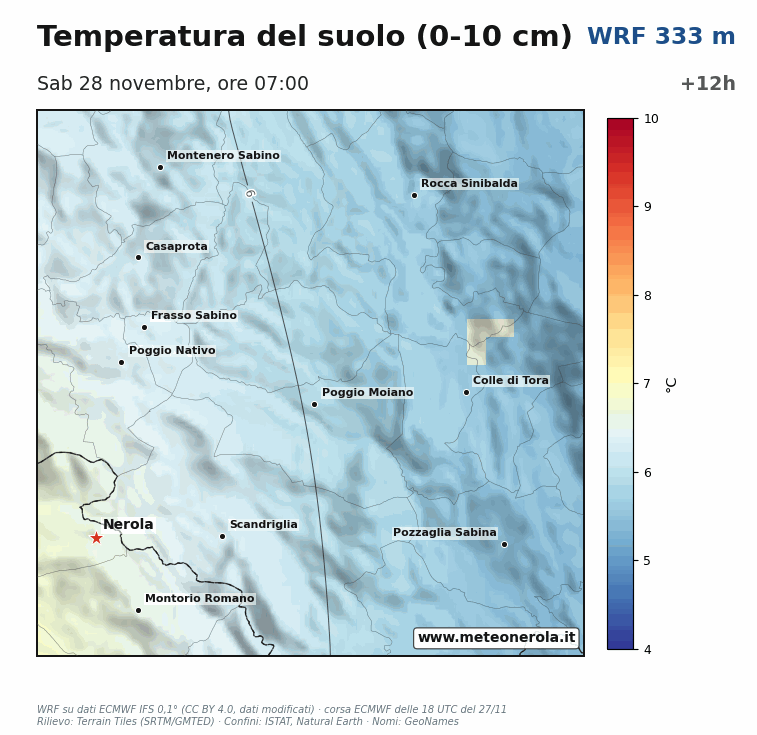 Temperatura del suolo (0-10 cm) WRF 333 m
Sab 28 novembre, ore 07:00 +12h
Montenero Sabino
Rocca Sinibalda
6
Casaprota
Frasso Sabino
Poggio Nativo
Colle di Tora
Poggio Moiano
Nerola
Scandriglia
Pozzaglia Sabina
Montorio Romano
www.meteonerola.it
10
9
8
7
6
5
4
°C
WRF su dati ECMWF IFS 0,1° (CC BY 4.0, dati modificati) · corsa ECMWF delle 18 UTC del 27/11
Rilievo: Terrain Tiles (SRTM/GMTED) · Confini: ISTAT, Natural Earth · Nomi: GeoNames